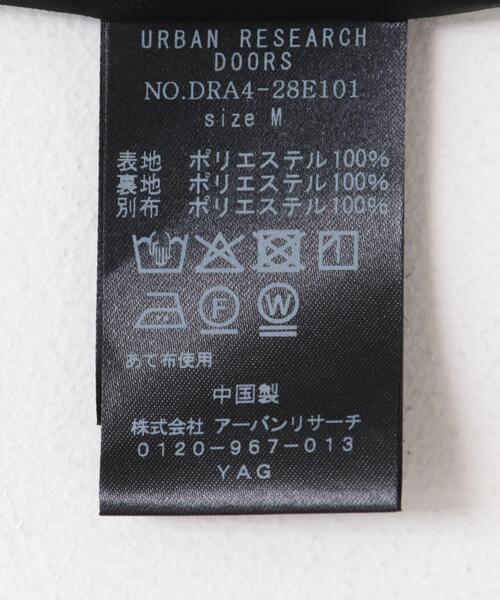 URBAN RESEARCH
DOORS
NO.DRA4-28E101
size M
表地 ポリエステル100%
裏地 ポリエステル100%
別布 ポリエステル100%
F
W
あて布使用
中国製
株式会社 アーバンリサーチ
0120-967-013
YAG